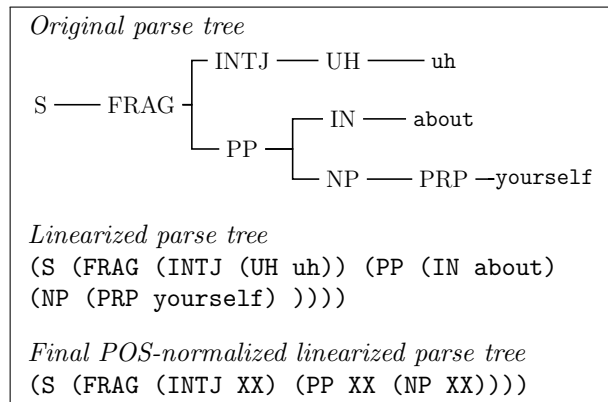 Original parse tree
INTJ UH uh
S FRAG
IN about
PP
NP PRP yourself
Linearized parse tree
(S (FRAG (INTJ (UH uh)) (PP (IN about)
(NP (PRP yourself) ))))
Final POS-normalized linearized parse tree
(S (FRAG (INTJ XX) (PP XX (NP XX))))